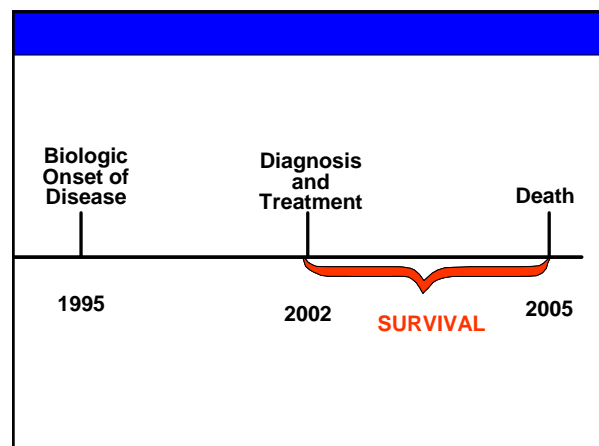 Biologic
Onset of
Disease
Diagnosis
and
Treatment
Death
1995
2002
SURVIVAL
2005